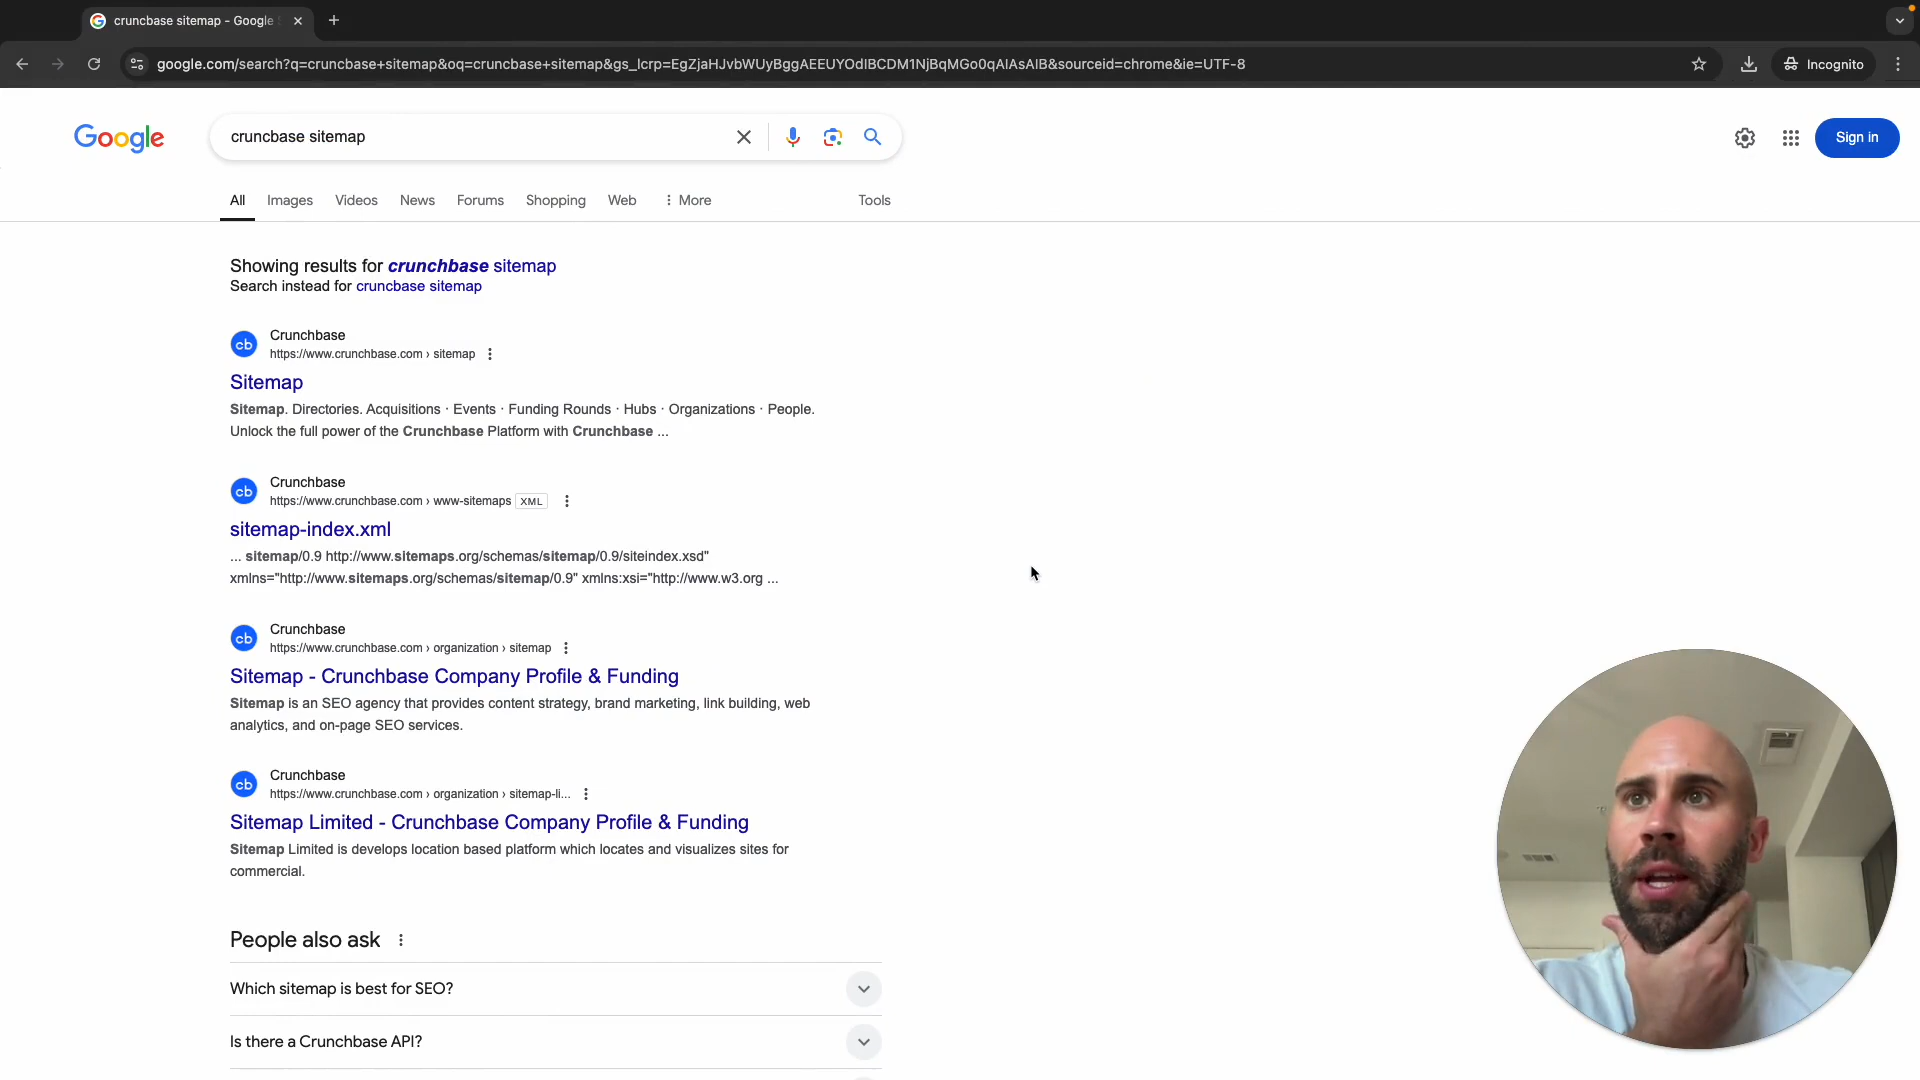 cruncbase sitemap - Google S
google.com/search?q=cruncbase+sitemap&oq=cruncbase+sitemap&gs_lcrp=EgZjaHJvbWUyBggAEEUYOdIBCDM1NjBqMGo0qAIAsAIB&sourceid=chrome&ie=UTF-8
Incognito
Google
cruncbase sitemap
Sign in
All Images Videos News Forums Shopping Web More Tools
Showing results for crunchbase sitemap
Search instead for cruncbase sitemap
cb
Crunchbase
https://www.crunchbase.com › sitemap
Sitemap
Sitemap. Directories. Acquisitions · Events · Funding Rounds · Hubs · Organizations · People.
Unlock the full power of the Crunchbase Platform with Crunchbase ...
cb
Crunchbase
https://www.crunchbase.com › www-sitemaps XML
sitemap-index.xml
... sitemap/0.9 http://www.sitemaps.org/schemas/sitemap/0.9/siteindex.xsd"
xmlns="http://www.sitemaps.org/schemas/sitemap/0.9" xmlns:xsi="http://www.w3.org ...
cb
Crunchbase
https://www.crunchbase.com › organization › sitemap
Sitemap - Crunchbase Company Profile & Funding
Sitemap is an SEO agency that provides content strategy, brand marketing, link building, web
analytics, and on-page SEO services.
cb
Crunchbase
https://www.crunchbase.com › organization › sitemap-li...
Sitemap Limited - Crunchbase Company Profile & Funding
Sitemap Limited is develops location based platform which locates and visualizes sites for
commercial.
People also ask
Which sitemap is best for SEO?
Is there a Crunchbase API?